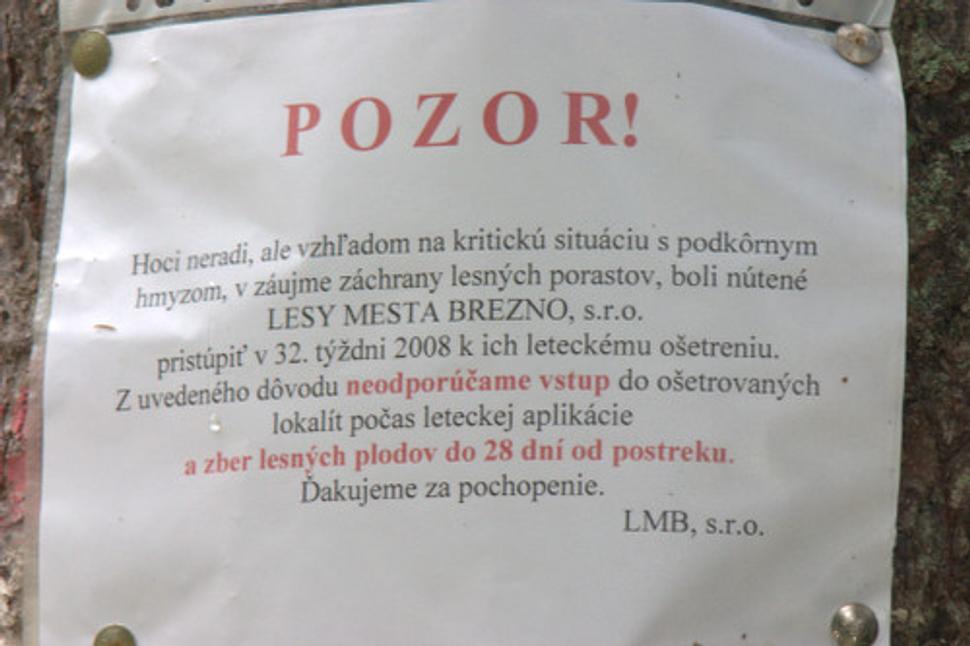 POZOR!
Hoci neradi, ale vzhľadom na kritickú situáciu s podkôrnym
hmyzom, v záujme záchrany lesných porastov, boli nútené
LESY MESTA BREZNO, s.r.o.
pristúpiť v 32. týždni 2008 k ich leteckému ošetreniu.
Z uvedeného dôvodu neodporúčame vstup do ošetrovaných
lokalít počas leteckej aplikácie
a zber lesných plodov do 28 dní od postreku.
Ďakujeme za pochopenie.
LMB, s.r.o.